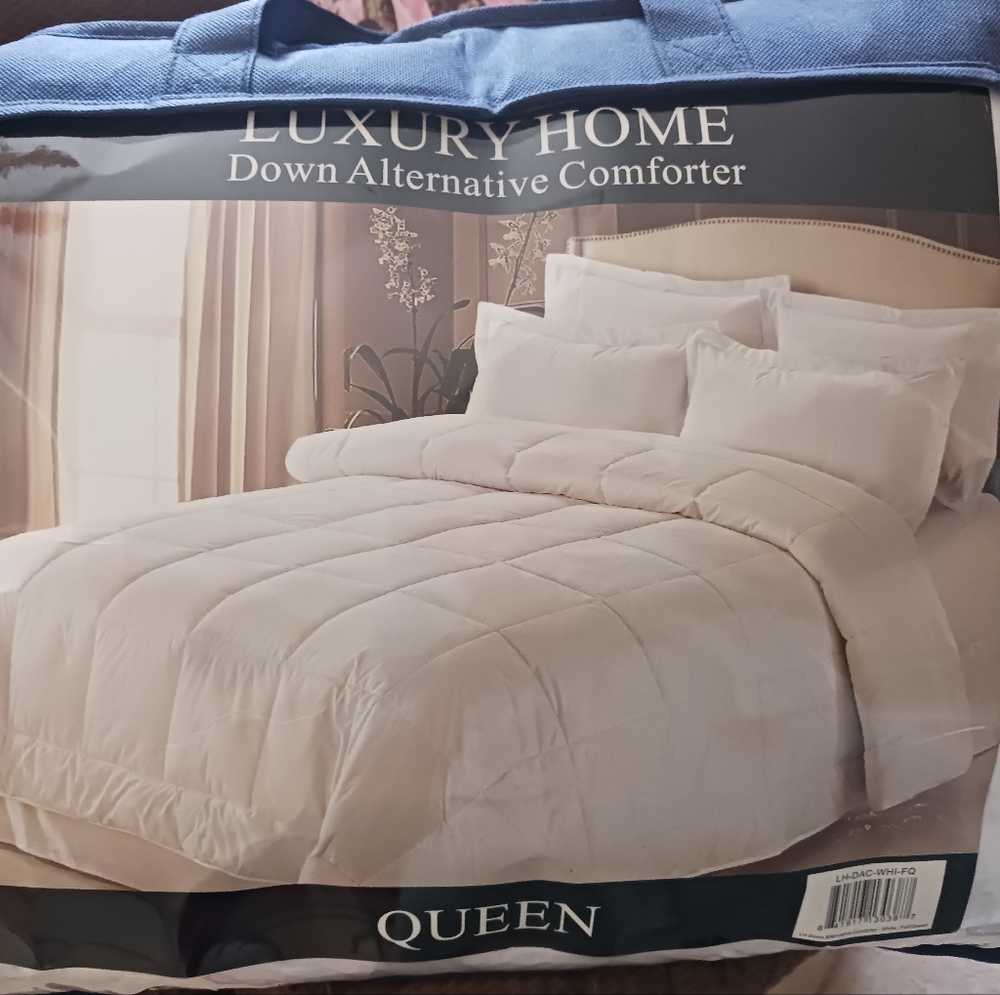 LUXURY HOME
Down Alternative Comforter
LH-DAC-WHI-FQ
QUEEN